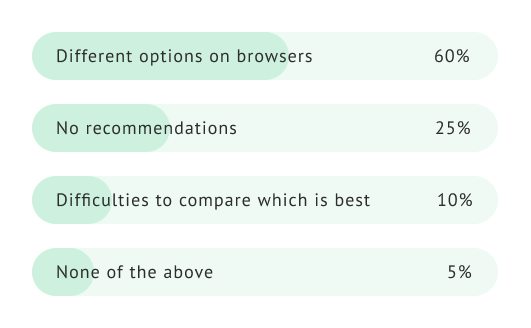 Different options on browsers 60%
No recommendations 25%
Difficulties to compare which is best 10%
None of the above 5%